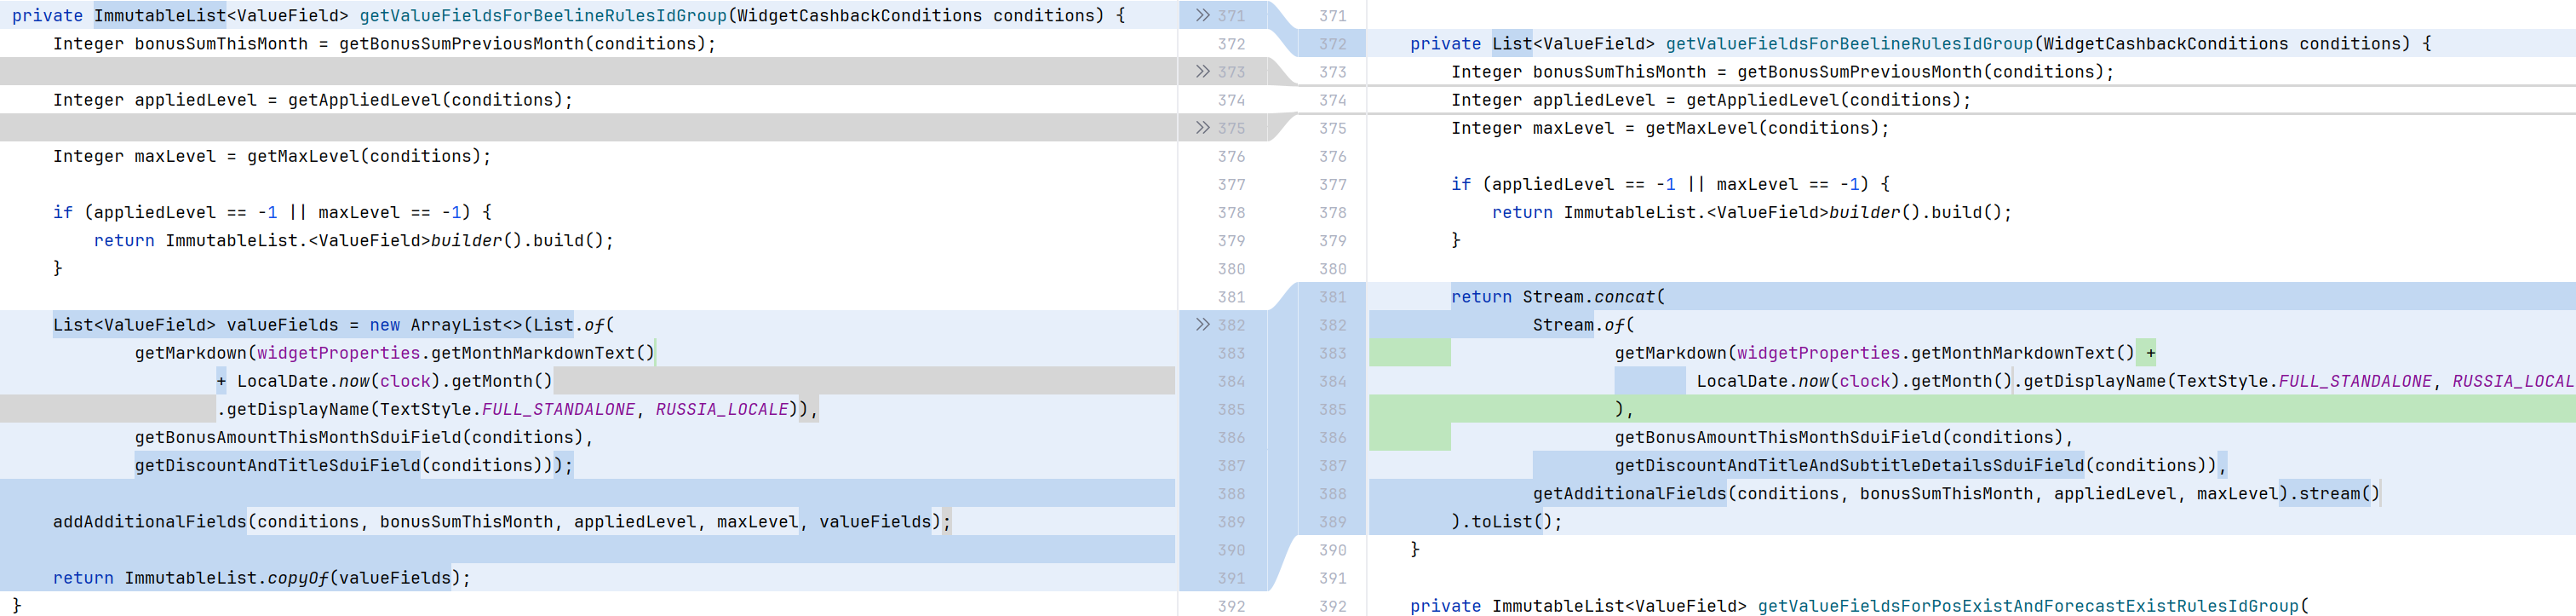 private ImmutableList<ValueField> getValueFieldsForBeelineRulesIdGroup(WidgetCashbackConditions conditions) {
Integer bonusSumThisMonth = getBonusSumPreviousMonth(conditions);
Integer appliedLevel = getAppliedLevel(conditions);
Integer maxLevel = getMaxLevel(conditions);
if (appliedLevel == -1 || maxLevel == -1) {
return ImmutableList.<ValueField>builder().build();
}
List<ValueField> valueFields = new ArrayList<>(List.of(
getMarkdown(widgetProperties.getMonthMarkdownText()
+ LocalDate.now(clock).getMonth()
.getDisplayName(TextStyle.FULL_STANDALONE, RUSSIA_LOCALE)),
getBonusAmountThisMonthSduiField(conditions),
getDiscountAndTitleSduiField(conditions)));
addAdditionalFields(conditions, bonusSumThisMonth, appliedLevel, maxLevel, valueFields);
return ImmutableList.copyOf(valueFields);
}
371 371
372 372
373 373
374 374
375 375
376 376
377 377
378 378
379 379
380 380
381 381
382 382
383 383
384 384
385 385
386 386
387 387
388 388
389 389
390 390
391 391
392 392
private List<ValueField> getValueFieldsForBeelineRulesIdGroup(WidgetCashbackConditions conditions) {
Integer bonusSumThisMonth = getBonusSumPreviousMonth(conditions);
Integer appliedLevel = getAppliedLevel(conditions);
Integer maxLevel = getMaxLevel(conditions);
if (appliedLevel == -1 || maxLevel == -1) {
return ImmutableList.<ValueField>builder().build();
}
return Stream.concat(
Stream.of(
getMarkdown(widgetProperties.getMonthMarkdownText() +
LocalDate.now(clock).getMonth().getDisplayName(TextStyle.FULL_STANDALONE, RUSSIA_LOCAL
),
getBonusAmountThisMonthSduiField(conditions),
getDiscountAndTitleAndSubtitleDetailsSduiField(conditions)),
getAdditionalFields(conditions, bonusSumThisMonth, appliedLevel, maxLevel).stream()
).toList();
}
private ImmutableList<ValueField> getValueFieldsForPosExistAndForecastExistRulesIdGroup(